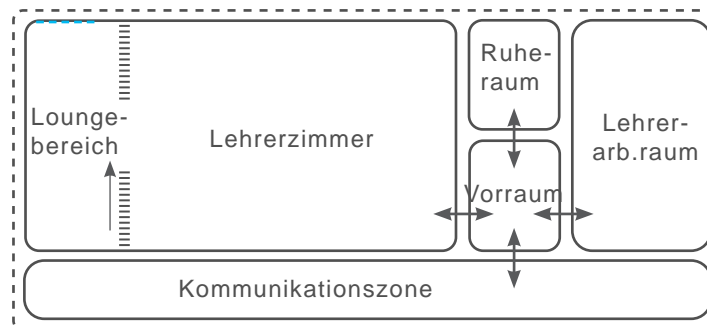 Lounge-
bereich
Lehrerzimmer
Ruhe-
raum
Vorraum
Lehrer-
arb.raum
Kommunikationszone